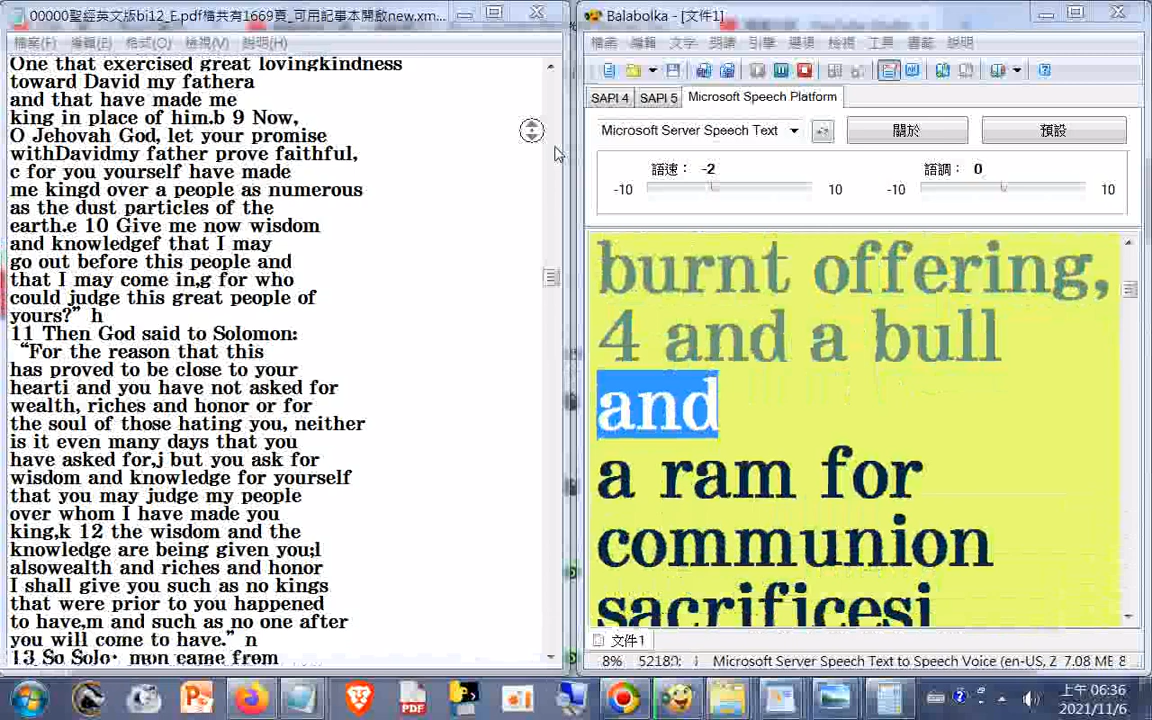 00000聖經英文版bi12_E.pdf檔共有1669頁_可用記事本開啟new.xm...
檔案(F) 編輯(E) 格式(O) 檢視(V) 說明(H)
One that exercised great lovingkindness
toward David my fathera
and that have made me
king in place of him.b 9 Now,
O Jehovah God, let your promise
withDavidmy father prove faithful,
c for you yourself have made
me kingd over a people as numerous
as the dust particles of the
earth.e 10 Give me now wisdom
and knowledgef that I may
go out before this people and
that I may come in,g for who
could judge this great people of
yours?” h
11 Then God said to Solomon:
“For the reason that this
has proved to be close to your
hearti and you have not asked for
wealth, riches and honor or for
the soul of those hating you, neither
is it even many days that you
have asked for,j but you ask for
wisdom and knowledge for yourself
that you may judge my people
over whom I have made you
king,k 12 the wisdom and the
knowledge are being given you;l
alsowealth and riches and honor
I shall give you such as no kings
that were prior to you happened
to have,m and such as no one after
you will come to have.” n
13 So Solo· mon came from
Balabolka - [文件1]
檔案 編輯 文字 朗讀 引擎 選項 檢視 工具 書籤 說明
SAPI 4 SAPI 5 Microsoft Speech Platform
Microsoft Server Speech Text 關於 預設
語速： -2 語調： 0
-10 10 -10 10
burnt offering,
4 and a bull
and
a ram for
communion
sacrificesi
文件1
8% 52180: Microsoft Server Speech Text to Speech Voice (en-US, Z 7.08 MB 8
PDF
上午 06:36
2021/11/6